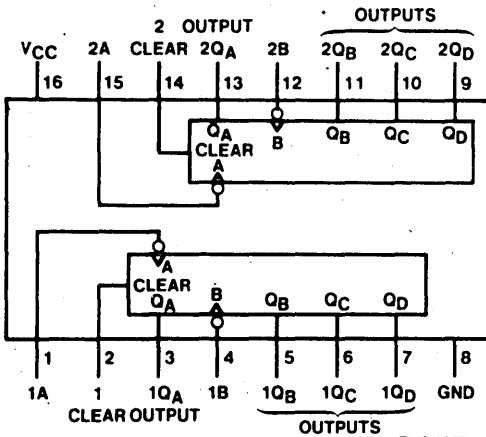 2 OUTPUT OUTPUTS
VCC 2A CLEAR 2QA 2B 2QB 2QC 2QD
16 15 14 13 12 11 10 9
QA B QB QC QD
CLEAR
A
A
CLEAR
QA B QB QC QD
1 2 3 4 5 6 7 8
1A 1 1QA 1B 1QB 1QC 1QD GND
CLEAR OUTPUT OUTPUTS